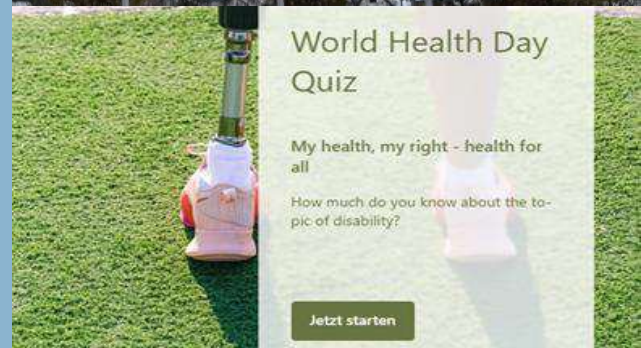 World Health Day
Quiz
My health, my right - health for
all
How much do you know about the to-
pic of disability?
Jetzt starten